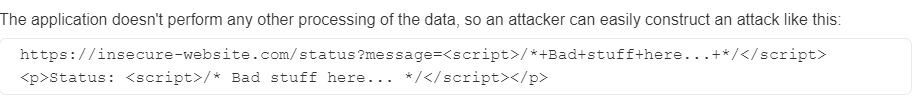 The application doesn't perform any other processing of the data, so an attacker can easily construct an attack like this:
https://insecure-website.com/status?message=<script>/*+Bad+stuff+here...+*/</script>
<p>Status: <script>/* Bad stuff here... */</script></p>